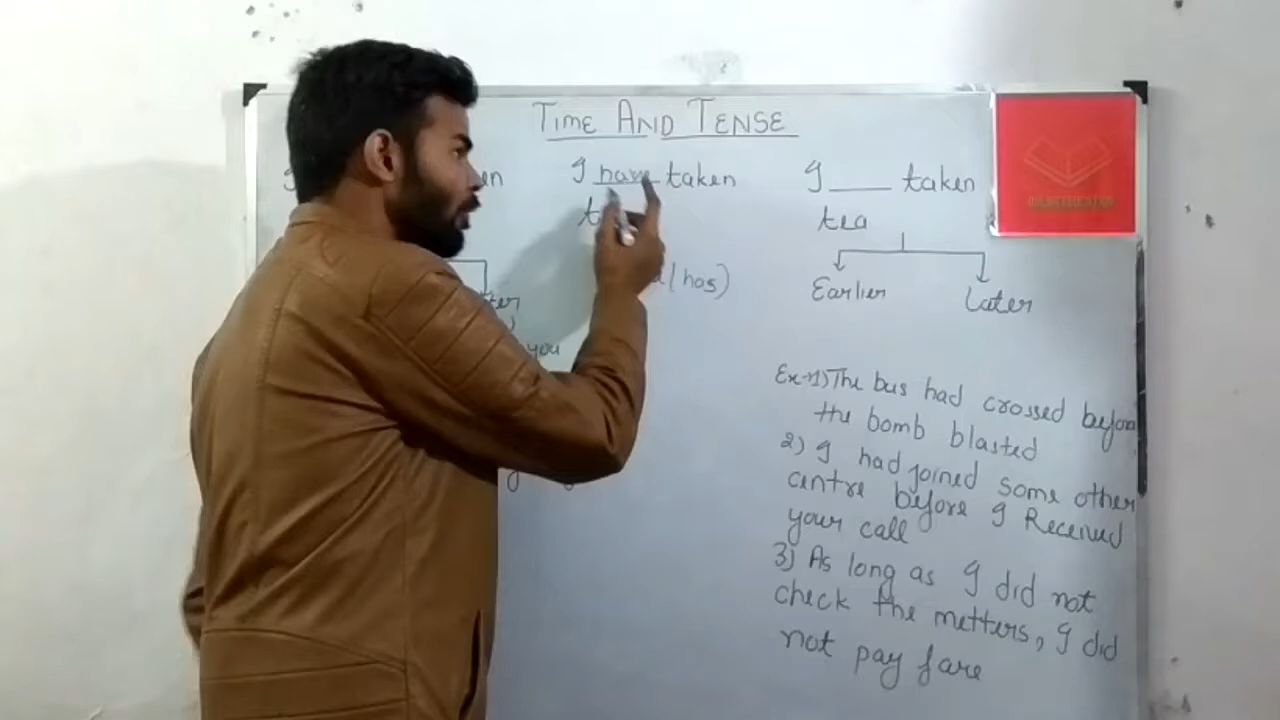 TIME AND TENSE
I have taken
I ___ taken
tea
(has)
Earlier
Later
you
Ex-1) The bus had crossed before
the bomb blasted
2) I had joined some other
centre before I Received
your call
3) As long as I did not
check the metters, I did
not pay fare